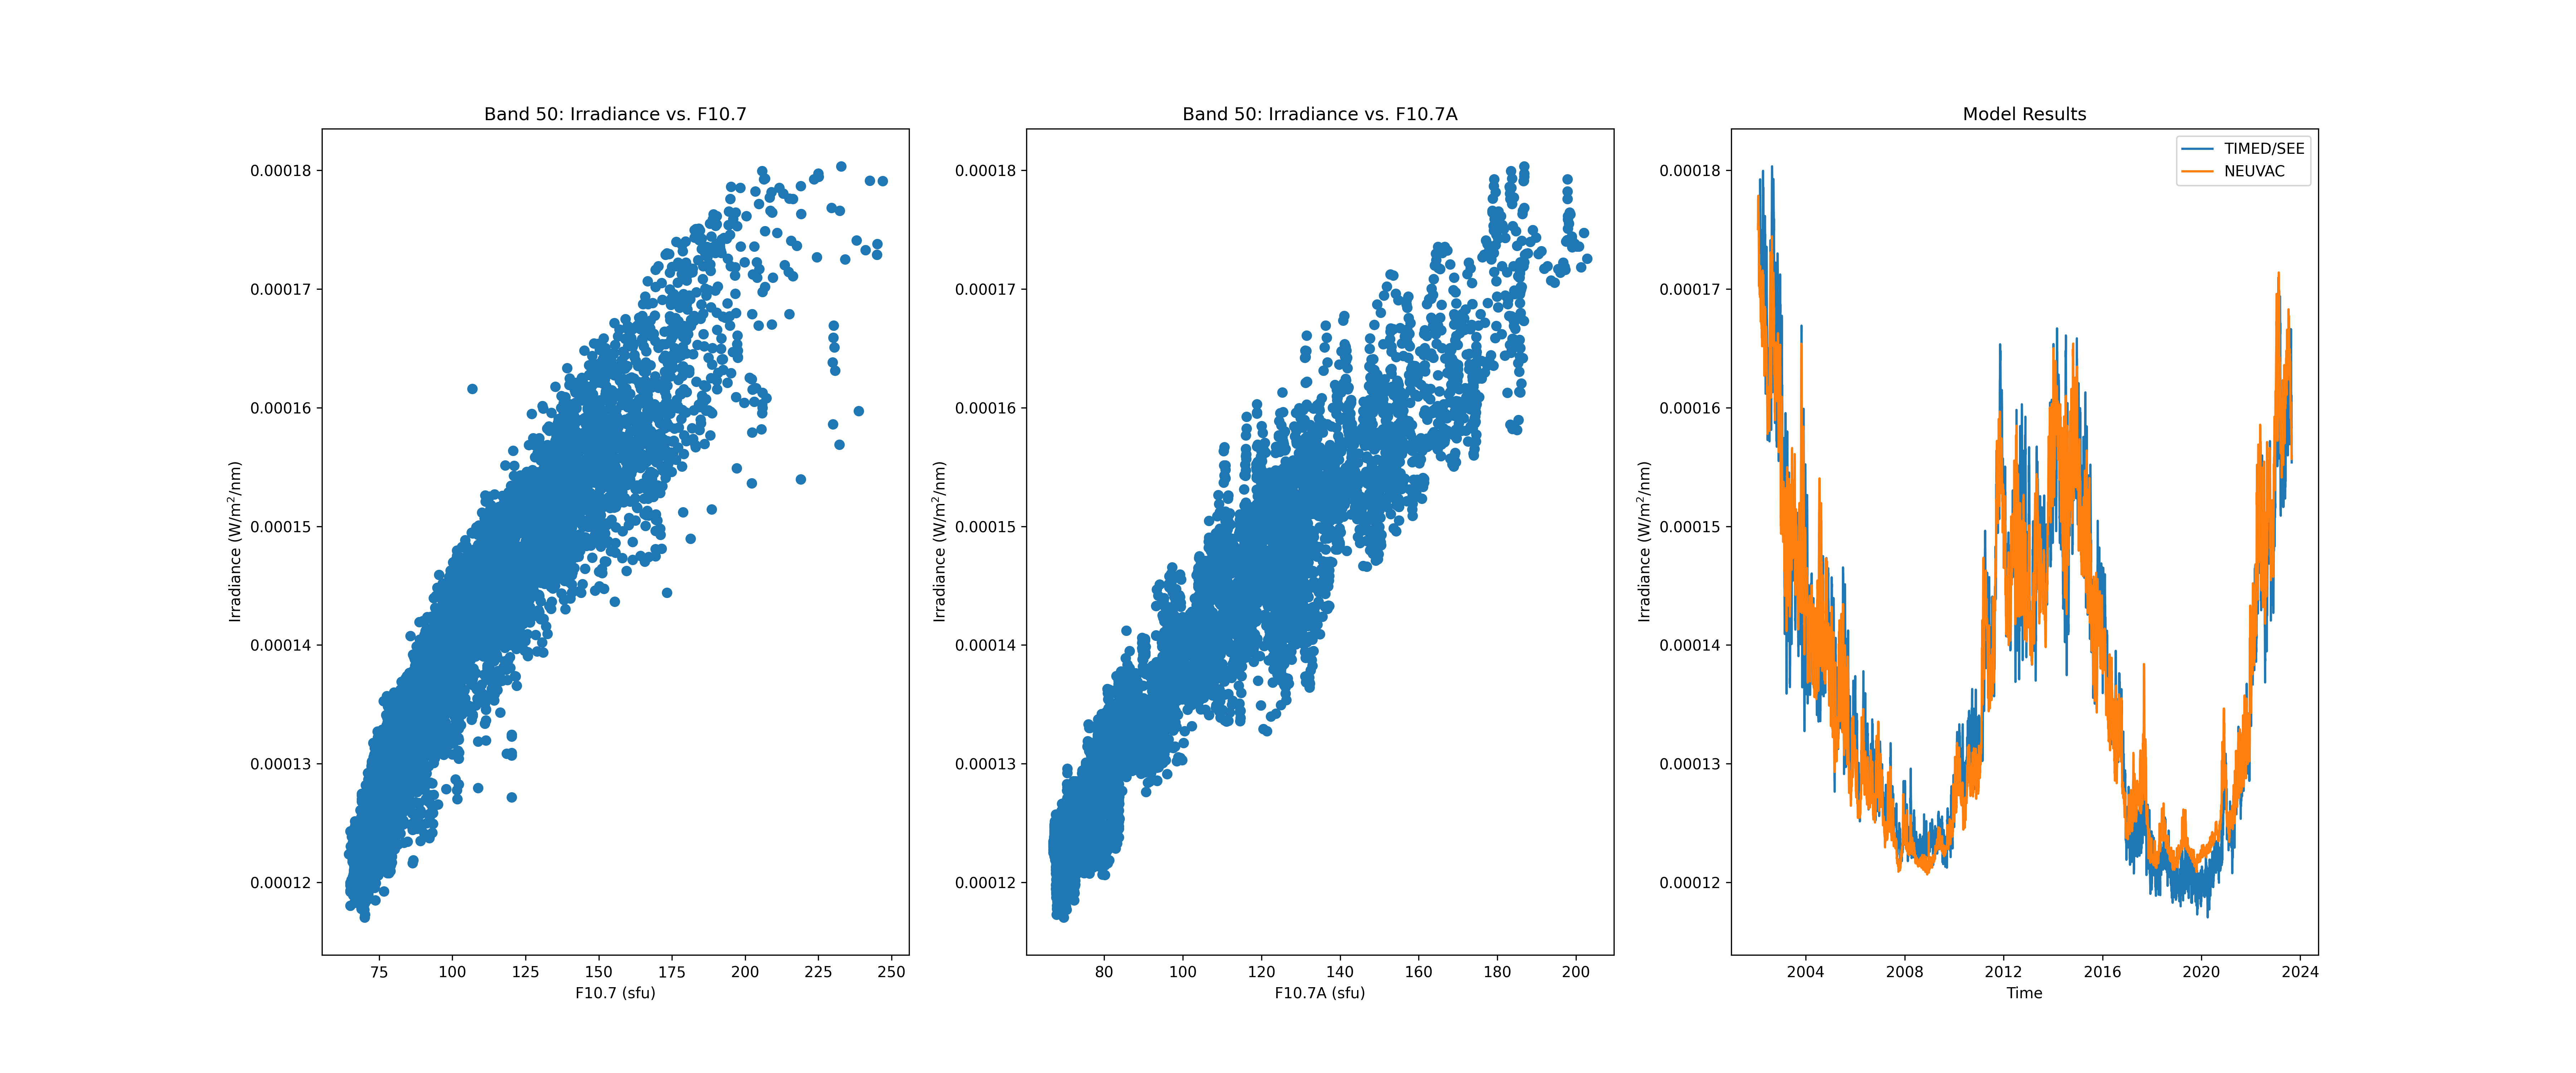 Band 50: Irradiance vs. F10.7
Irradiance (W/m²/nm)
0.00018
0.00017
0.00016
0.00015
0.00014
0.00013
0.00012
75 100 125 150 175 200 225 250
F10.7 (sfu)
Band 50: Irradiance vs. F10.7A
Irradiance (W/m²/nm)
0.00018
0.00017
0.00016
0.00015
0.00014
0.00013
0.00012
80 100 120 140 160 180 200
F10.7A (sfu)
Model Results
TIMED/SEE
NEUVAC
Irradiance (W/m²/nm)
0.00018
0.00017
0.00016
0.00015
0.00014
0.00013
0.00012
2004 2008 2012 2016 2020 2024
Time